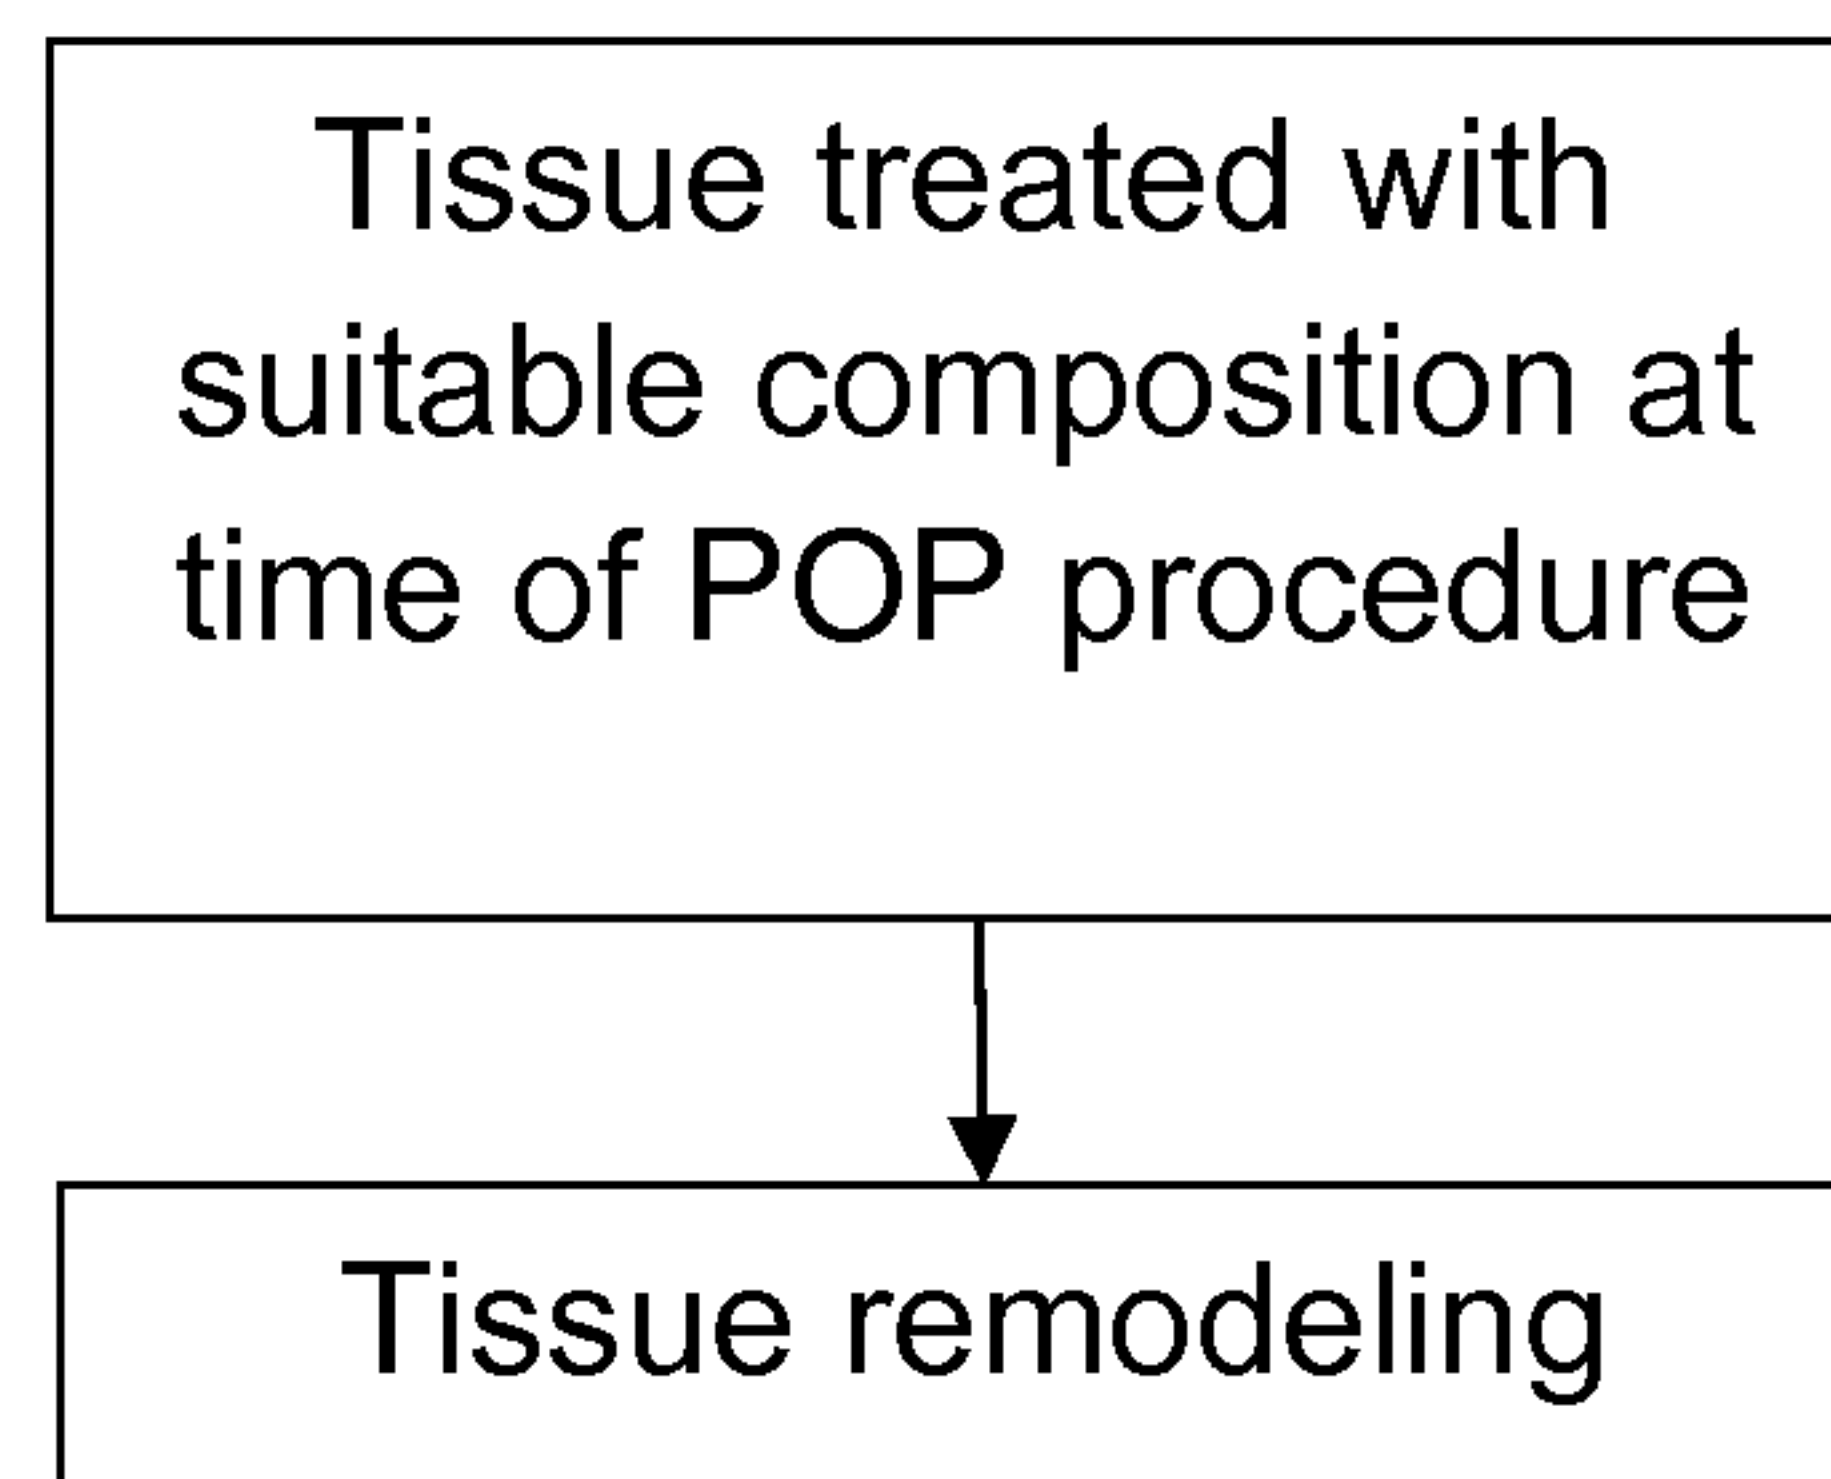 Tissue treated with
suitable composition at
time of POP procedure
Tissue remodeling